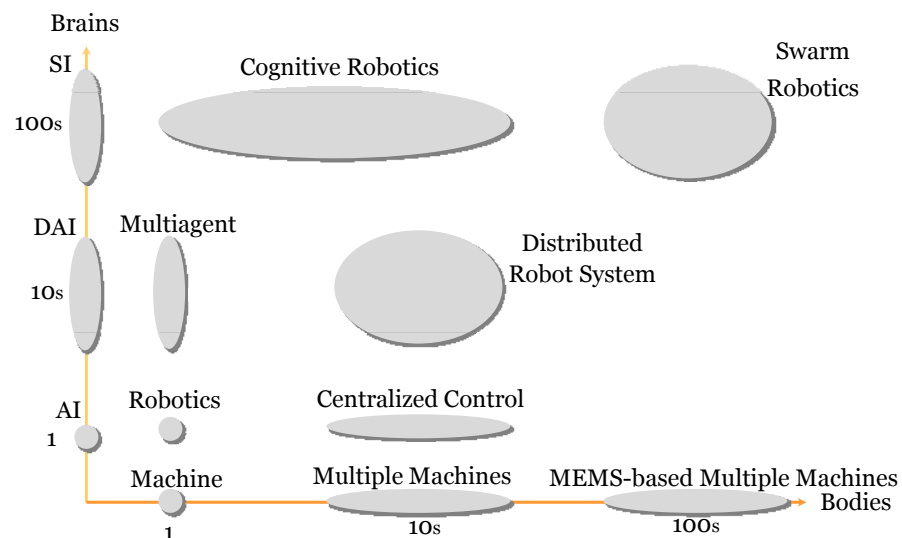 Brains
SI
Cognitive Robotics
Swarm
Robotics
100s
DAI
Multiagent
Distributed
Robot System
10s
AI
Robotics
Centralized Control
1
Machine
Multiple Machines
MEMS-based Multiple Machines
Bodies
1
10s
100s